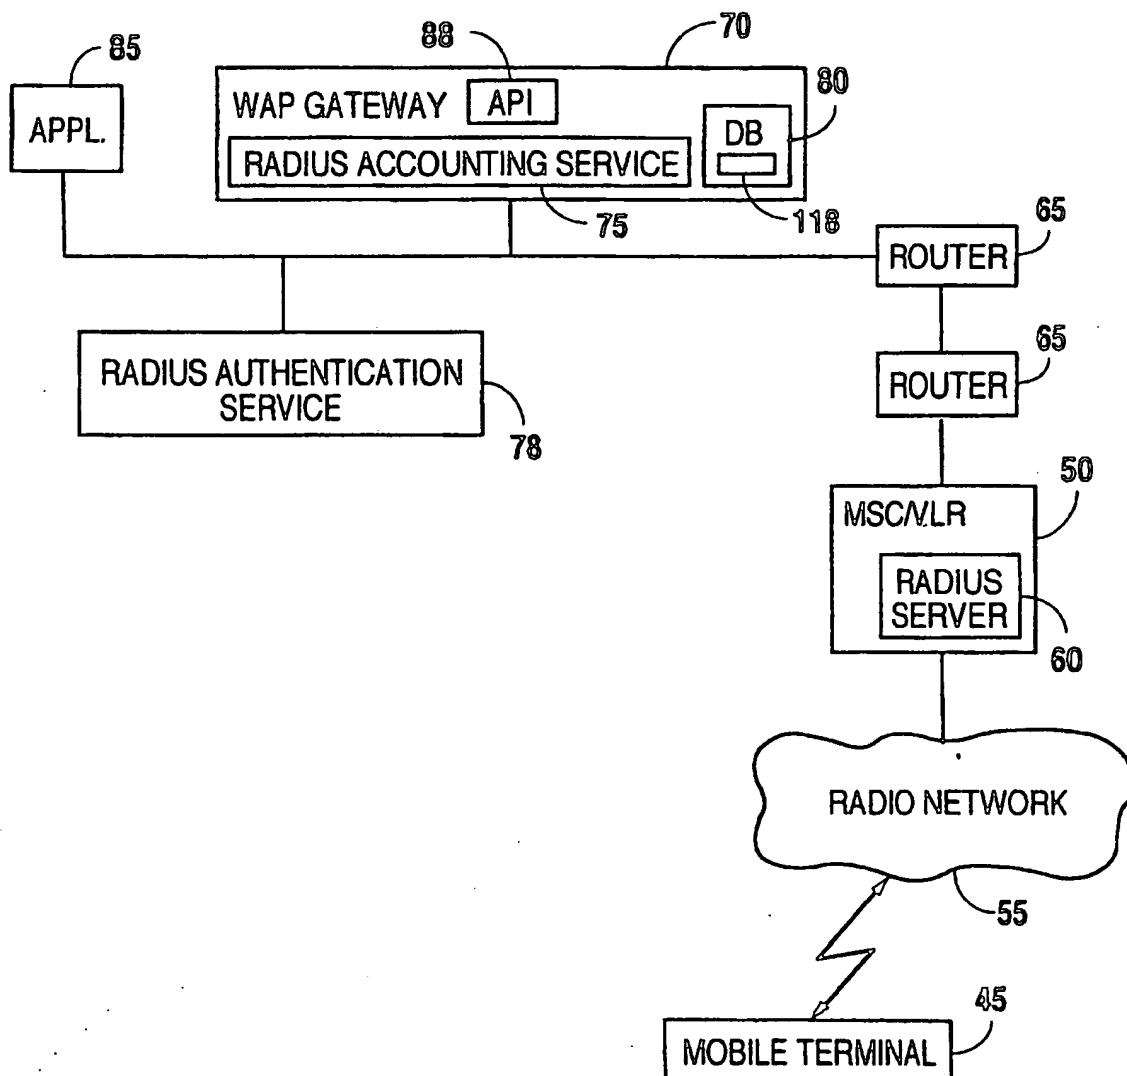 85
88
70
80
APPL.
WAP GATEWAY
API
DB
RADIUS ACCOUNTING SERVICE
75
118
65
ROUTER
65
ROUTER
RADIUS AUTHENTICATION
SERVICE
78
50
MSC/VLR
RADIUS
SERVER
60
RADIO NETWORK
55
45
MOBILE TERMINAL